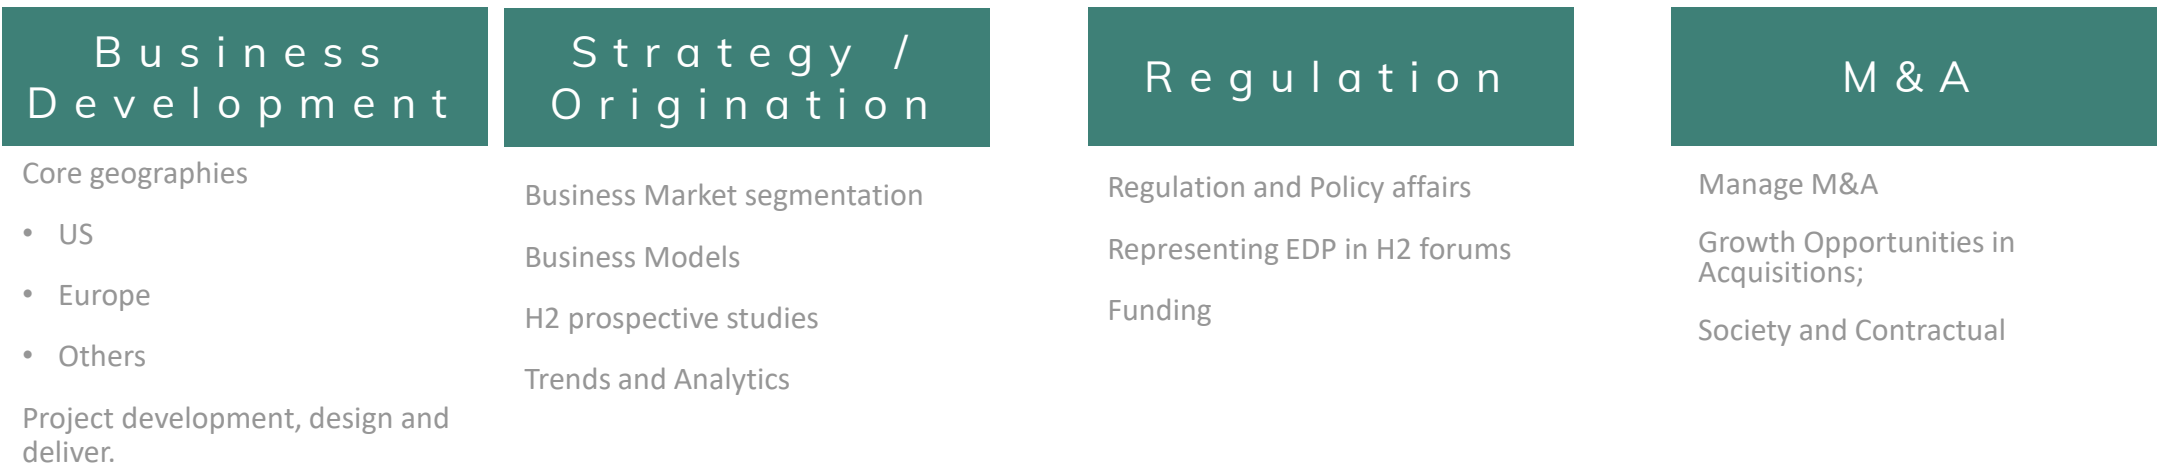 Business
Development
Core geographies
• US
• Europe
• Others
Project development, design and
deliver.
Strategy /
Origination
Business Market segmentation
Business Models
H2 prospective studies
Trends and Analytics
Regulation
Regulation and Policy affairs
Representing EDP in H2 forums
Funding
M&A
Manage M&A
Growth Opportunities in
Acquisitions;
Society and Contractual